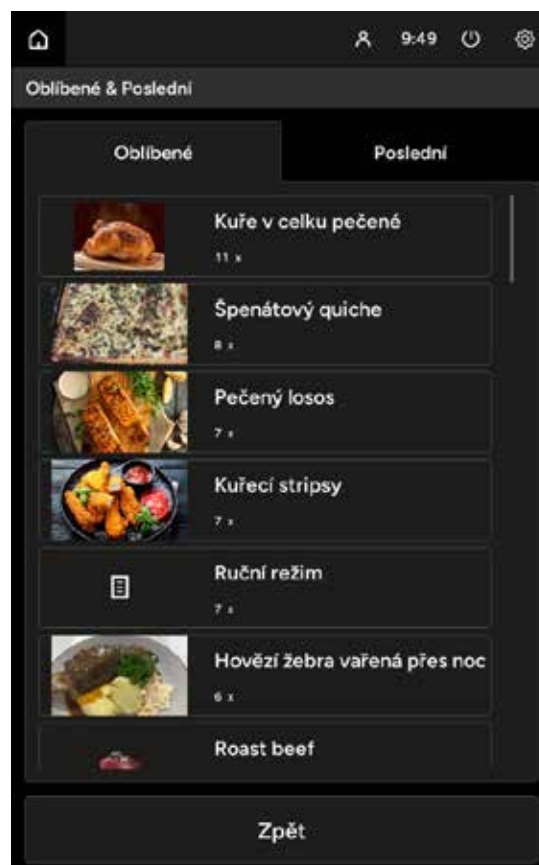 9:49
Oblíbené & Poslední
Oblíbené
Poslední
Kuře v celku pečené
11 x
Špenátový quiche
8 x
Pečený losos
7 x
Kuřecí stripsy
7 x
Ruční režim
7 x
Hovězí žebra vařená přes noc
6 x
Roast beef
Zpět